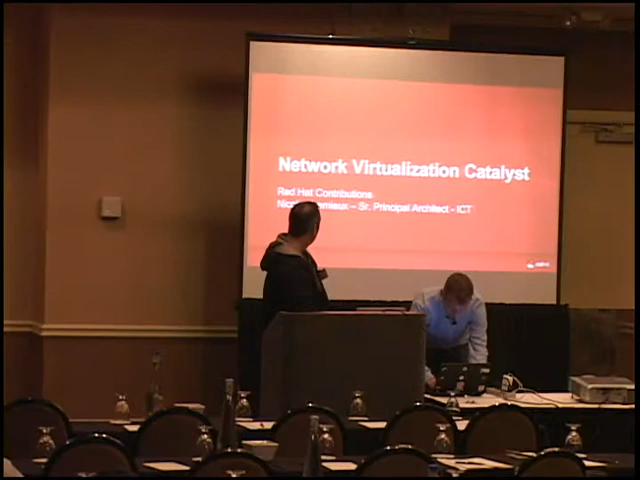 Network Virtualization Catalyst
Red Hat Contributions
– Sr. Principal Architect - ICT